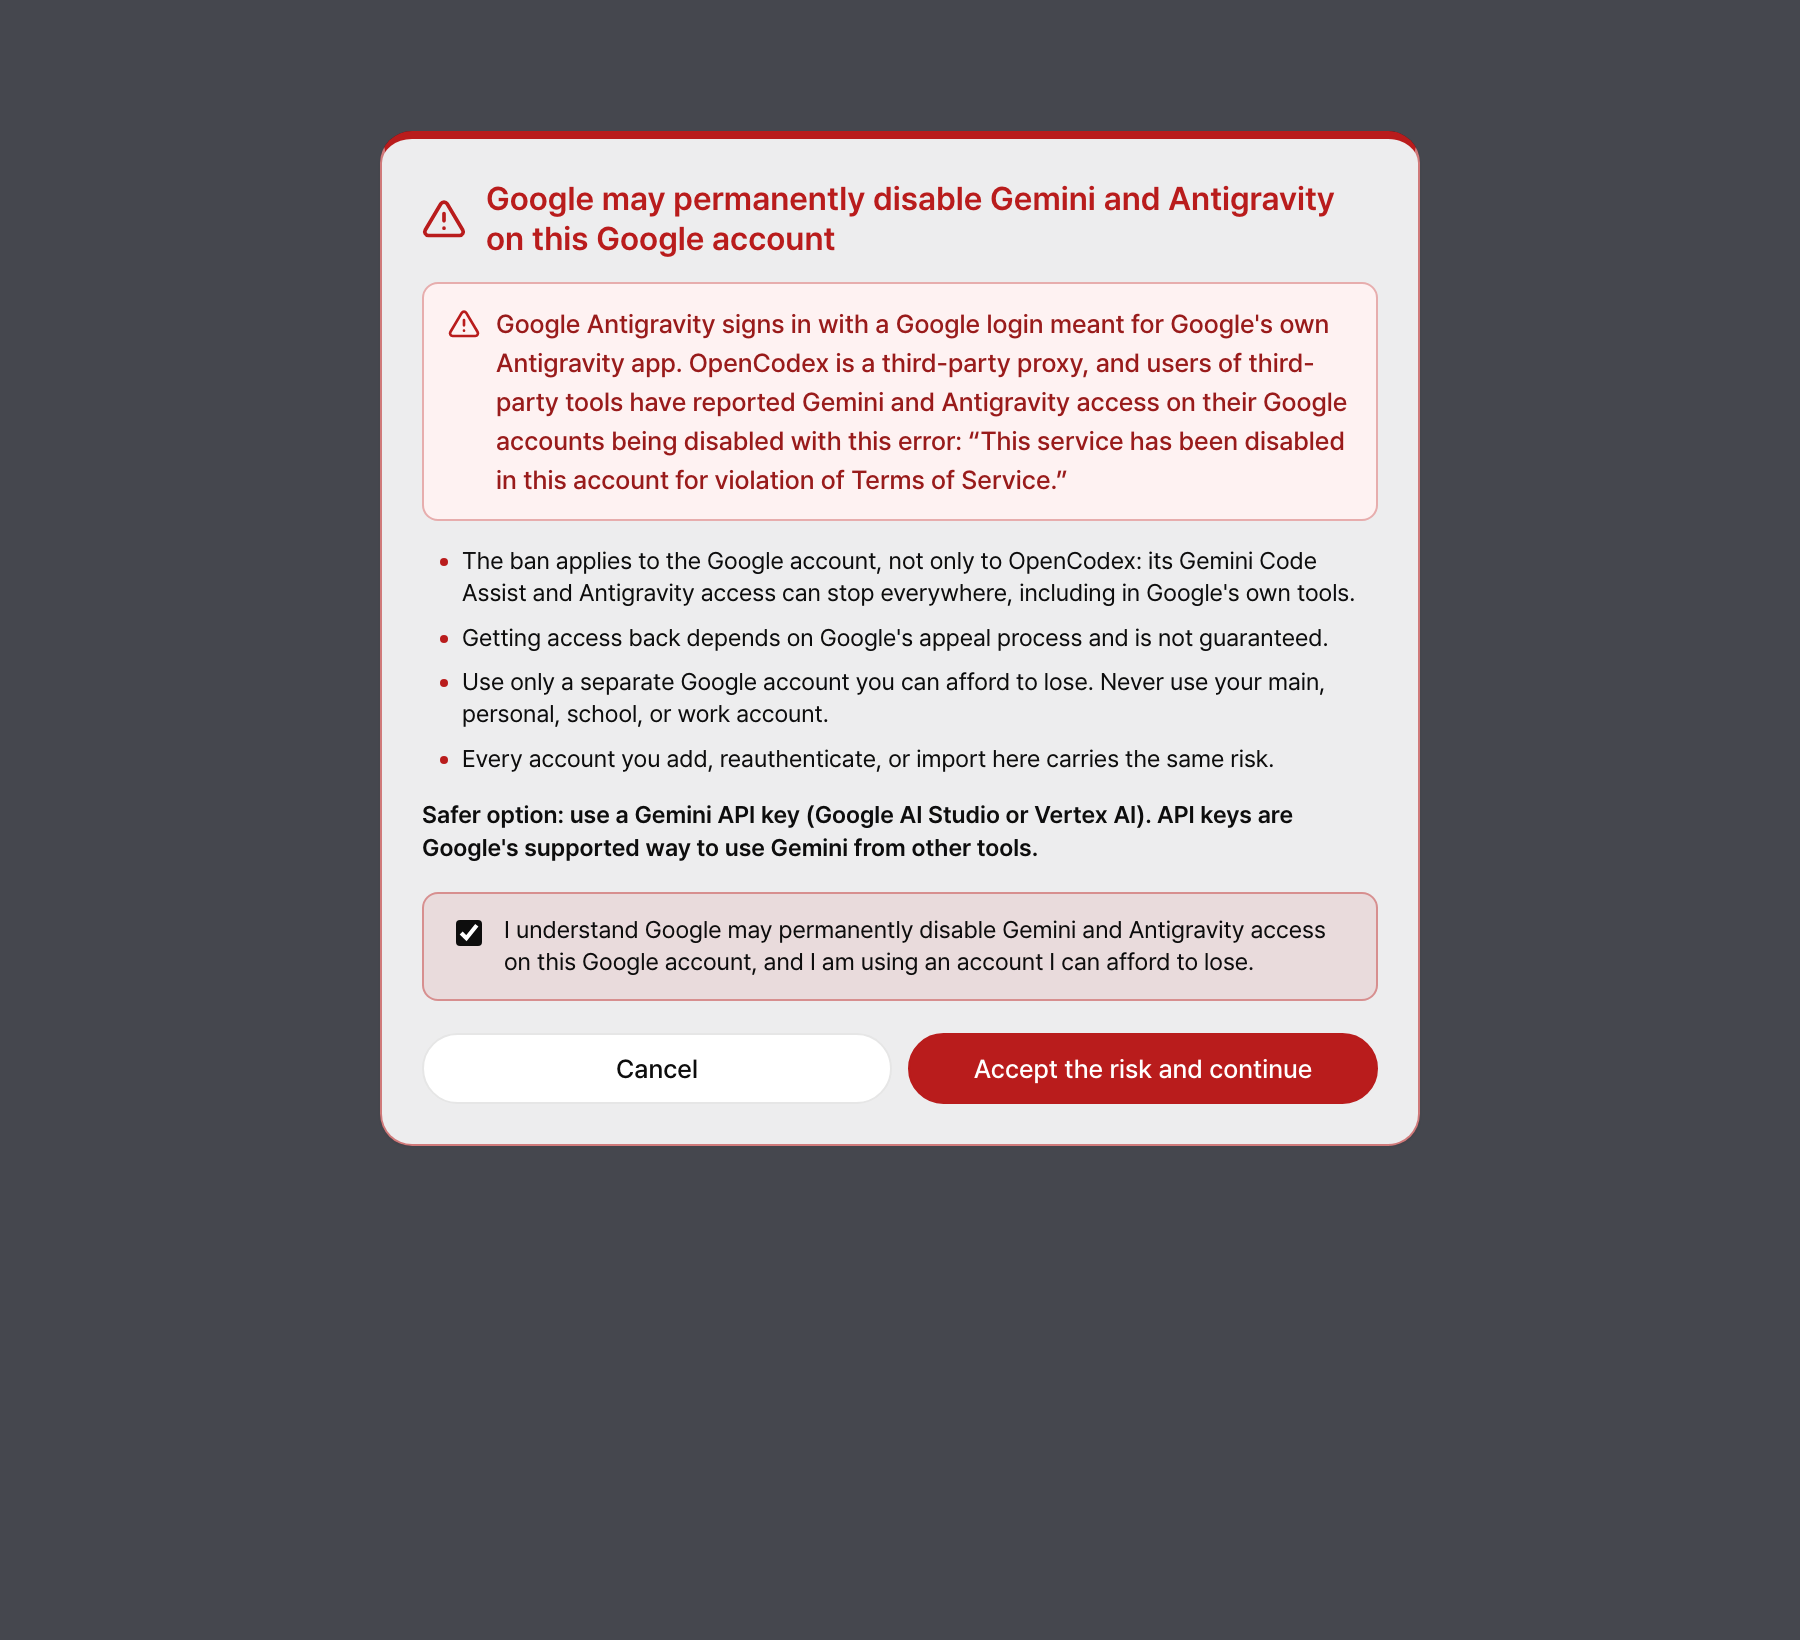 Google may permanently disable Gemini and Antigravity
on this Google account
Google Antigravity signs in with a Google login meant for Google's own
Antigravity app. OpenCodex is a third-party proxy, and users of third-
party tools have reported Gemini and Antigravity access on their Google
accounts being disabled with this error: “This service has been disabled
in this account for violation of Terms of Service.”
The ban applies to the Google account, not only to OpenCodex: its Gemini Code
Assist and Antigravity access can stop everywhere, including in Google's own tools.
Getting access back depends on Google's appeal process and is not guaranteed.
Use only a separate Google account you can afford to lose. Never use your main,
personal, school, or work account.
Every account you add, reauthenticate, or import here carries the same risk.
Safer option: use a Gemini API key (Google AI Studio or Vertex AI). API keys are
Google's supported way to use Gemini from other tools.
I understand Google may permanently disable Gemini and Antigravity access
on this Google account, and I am using an account I can afford to lose.
Cancel
Accept the risk and continue